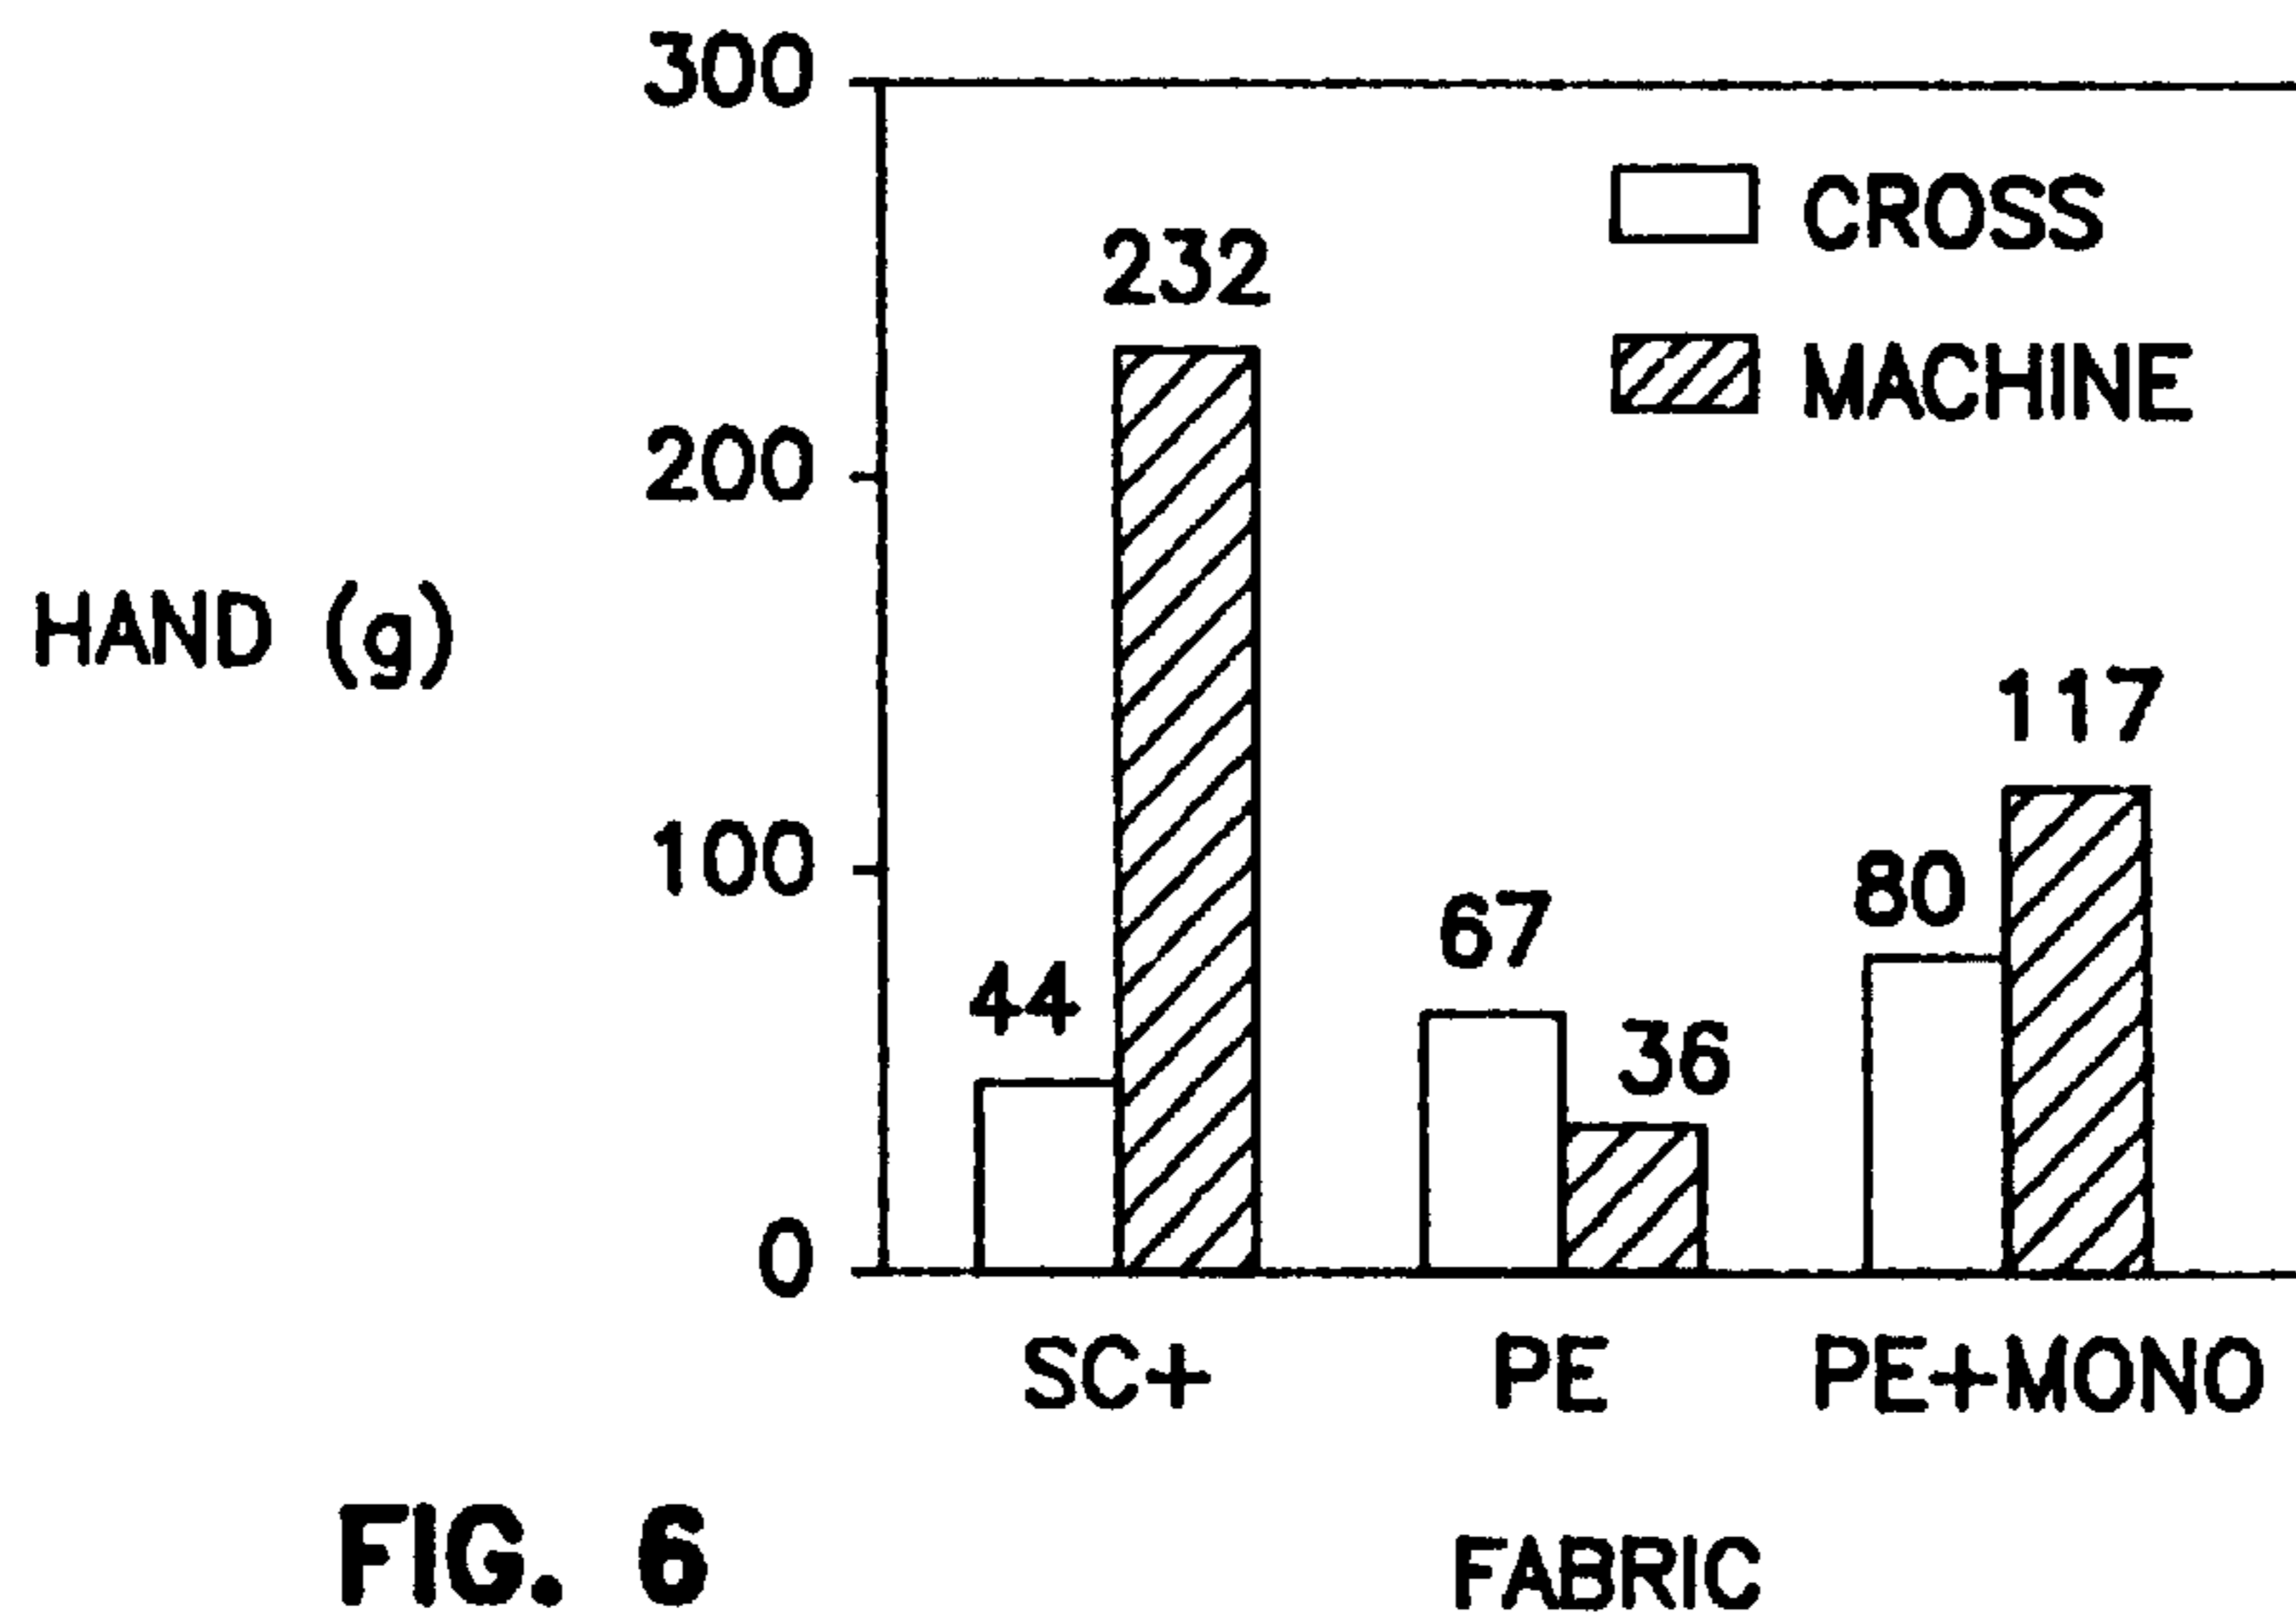 300
CROSS
232
MACHINE
200
HAND (g)
117
100
80
67
44
36
0
SC+ PE PE+MONO
FIG. 6
FABRIC